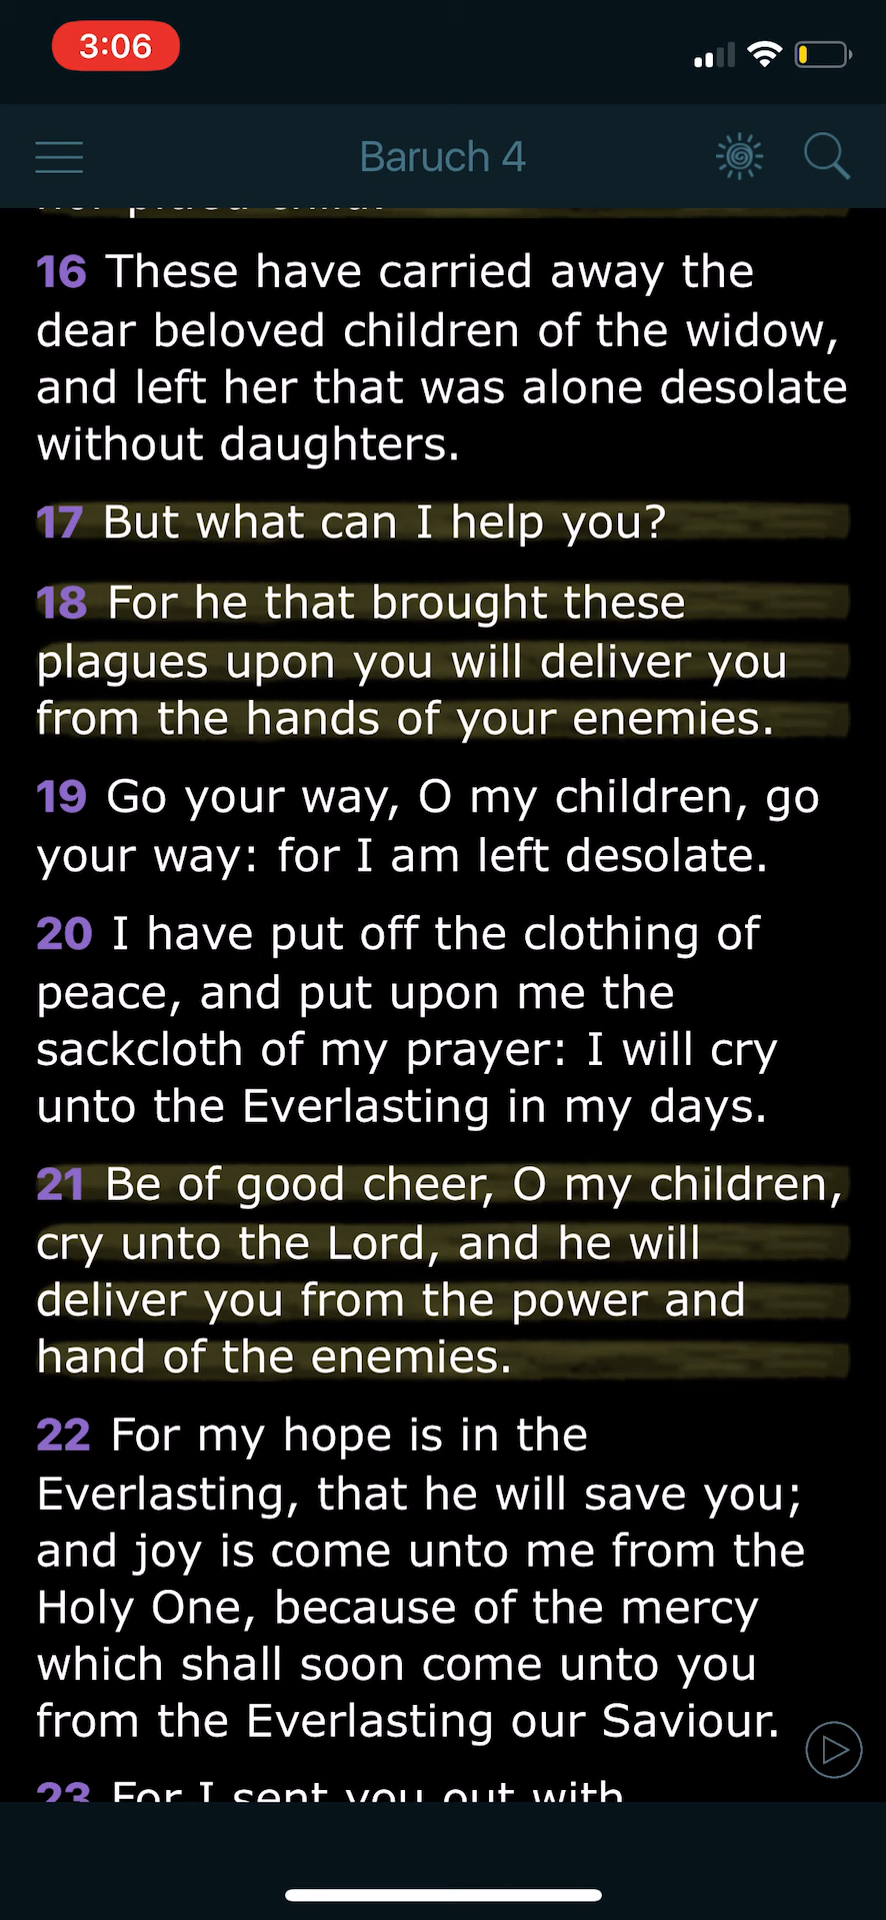 3:06
Baruch 4
16 These have carried away the
dear beloved children of the widow,
and left her that was alone desolate
without daughters.
17 But what can I help you?
18 For he that brought these
plagues upon you will deliver you
from the hands of your enemies.
19 Go your way, O my children, go
your way: for I am left desolate.
20 I have put off the clothing of
peace, and put upon me the
sackcloth of my prayer: I will cry
unto the Everlasting in my days.
21 Be of good cheer, O my children,
cry unto the Lord, and he will
deliver you from the power and
hand of the enemies.
22 For my hope is in the
Everlasting, that he will save you;
and joy is come unto me from the
Holy One, because of the mercy
which shall soon come unto you
from the Everlasting our Saviour.
23 For I sent you out with